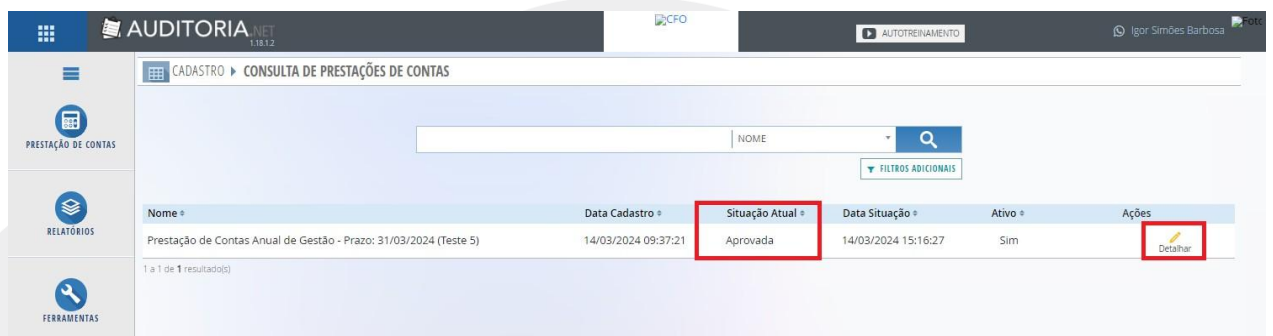 AUDITORIA.NET
1.18.1.2
CFO
AUTOTREINAMENTO
Igor Simões Barbosa
CADASTRO CONSULTA DE PRESTAÇÕES DE CONTAS
PRESTAÇÃO DE CONTAS
NOME
FILTROS ADICIONAIS
RELATÓRIOS
Nome Data Cadastro Situação Atual Data Situação Ativo Ações
Prestação de Contas Anual de Gestão - Prazo: 31/03/2024 (Teste 5) 14/03/2024 09:37:21 Aprovada 14/03/2024 15:16:27 Sim Detalhar
1 a 1 de 1 resultado(s)
FERRAMENTAS